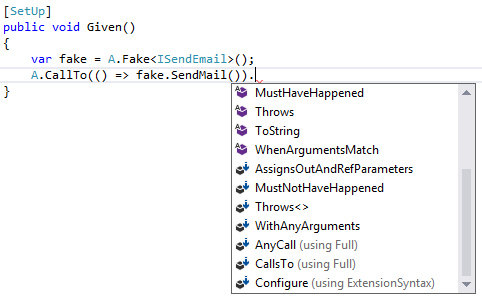 [SetUp]
public void Given()
{
var fake = A.Fake<ISendEmail>();
A.CallTo(() => fake.SendMail()).
}
MustHaveHappened
Throws
ToString
WhenArgumentsMatch
AssignsOutAndRefParameters
MustNotHaveHappened
Throws<>
WithAnyArguments
AnyCall (using Full)
CallsTo (using Full)
Configure (using ExtensionSyntax)